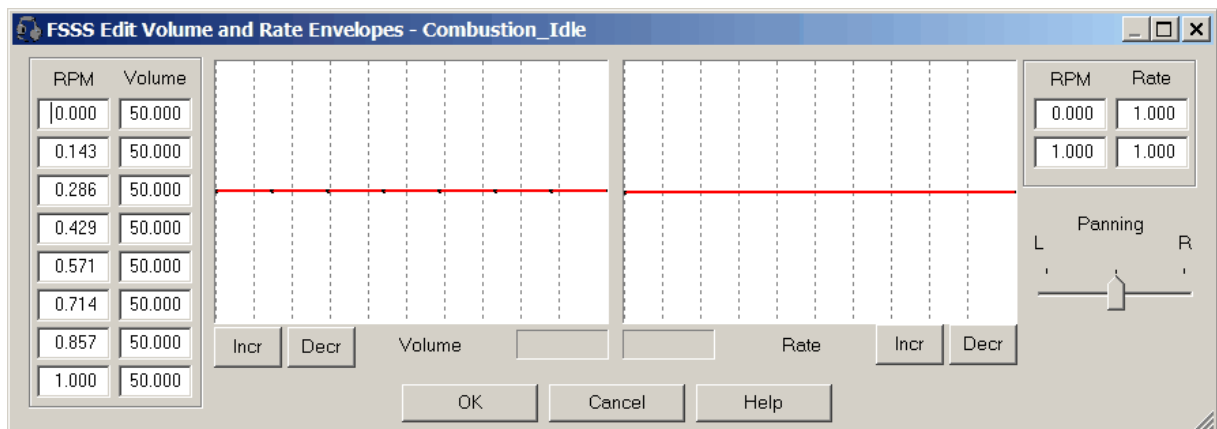 FSSS Edit Volume and Rate Envelopes - Combustion_Idle
RPM Volume
0.000 50.000
0.143 50.000
0.286 50.000
0.429 50.000
0.571 50.000
0.714 50.000
0.857 50.000
1.000 50.000
Incr Decr Volume
Rate Incr Decr
RPM Rate
0.000 1.000
1.000 1.000
Panning
L R
OK Cancel Help